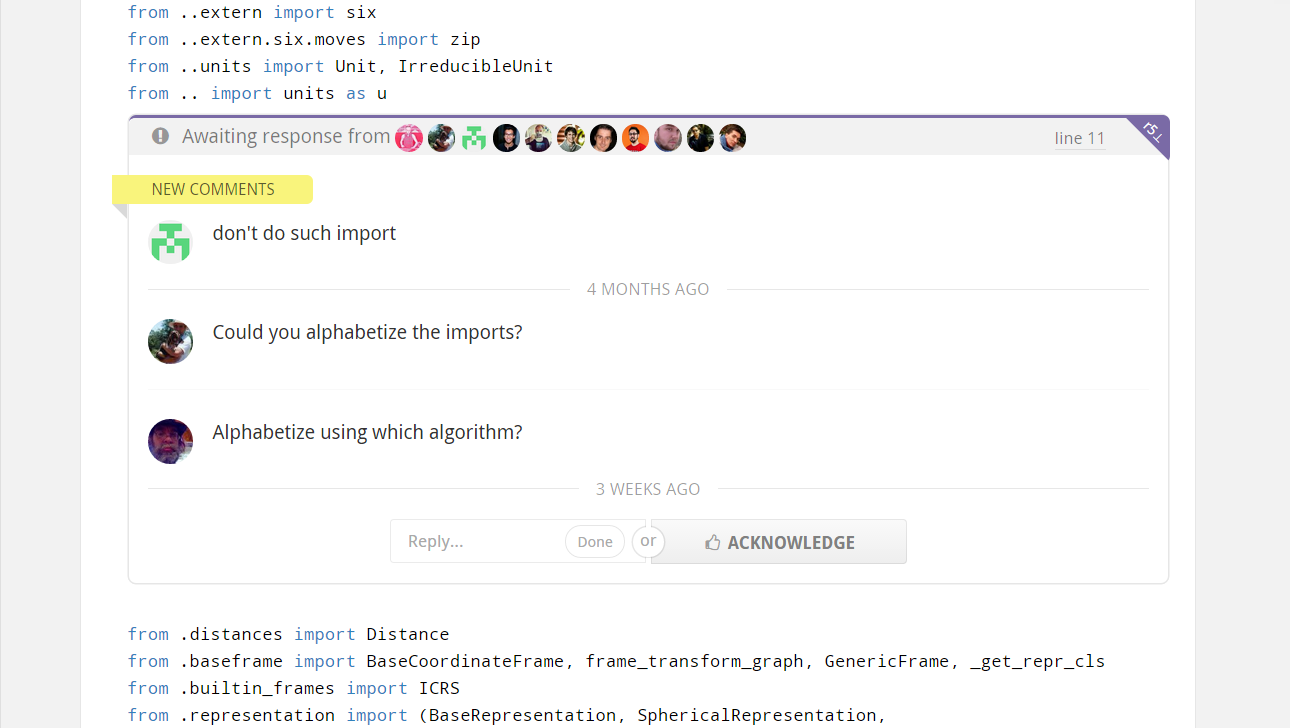 from ..extern import six
from ..extern.six.moves import zip
from ..units import Unit, IrreducibleUnit
from .. import units as u
Awaiting response from
line 11
r5⊥
NEW COMMENTS
don't do such import
4 MONTHS AGO
Could you alphabetize the imports?
Alphabetize using which algorithm?
3 WEEKS AGO
Reply...
Done
or
ACKNOWLEDGE
from .distances import Distance
from .baseframe import BaseCoordinateFrame, frame_transform_graph, GenericFrame, _get_repr_cls
from .builtin_frames import ICRS
from .representation import (BaseRepresentation, SphericalRepresentation,